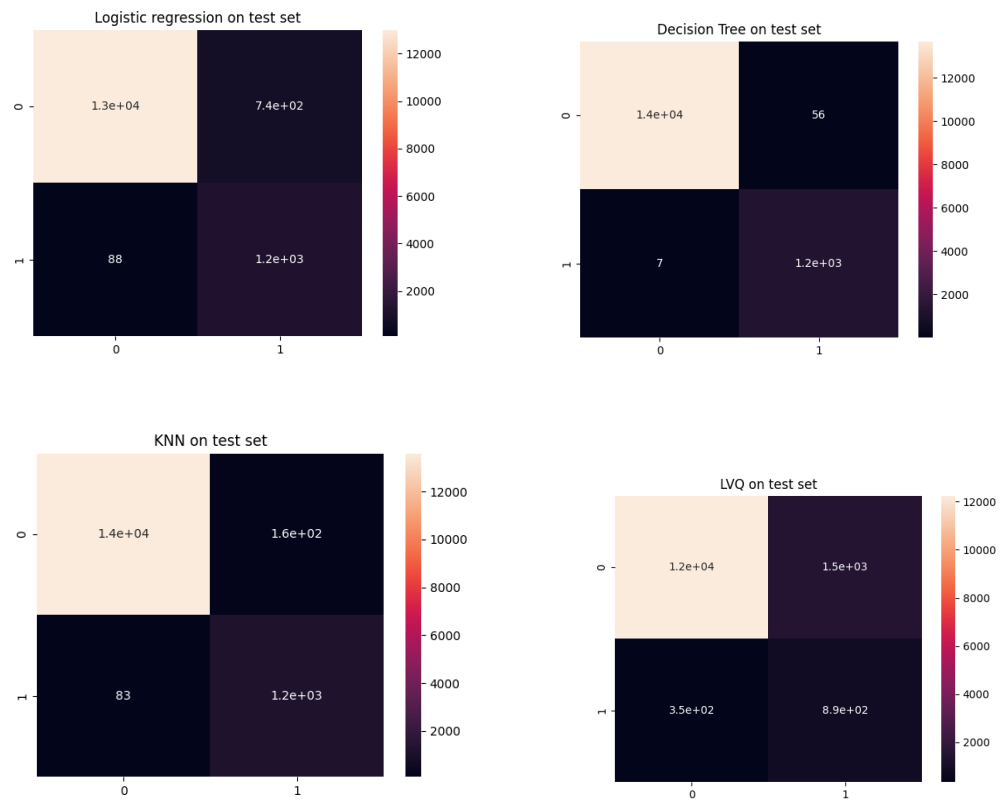 Logistic regression on test set
0
1.3e+04
7.4e+02
1
88
1.2e+03
0
1
12000
10000
8000
6000
4000
2000
Decision Tree on test set
0
1.4e+04
56
1
7
1.2e+03
0
1
12000
10000
8000
6000
4000
2000
KNN on test set
0
1.4e+04
1.6e+02
1
83
1.2e+03
0
1
12000
10000
8000
6000
4000
2000
LVQ on test set
0
1.2e+04
1.5e+03
1
3.5e+02
8.9e+02
0
1
12000
10000
8000
6000
4000
2000